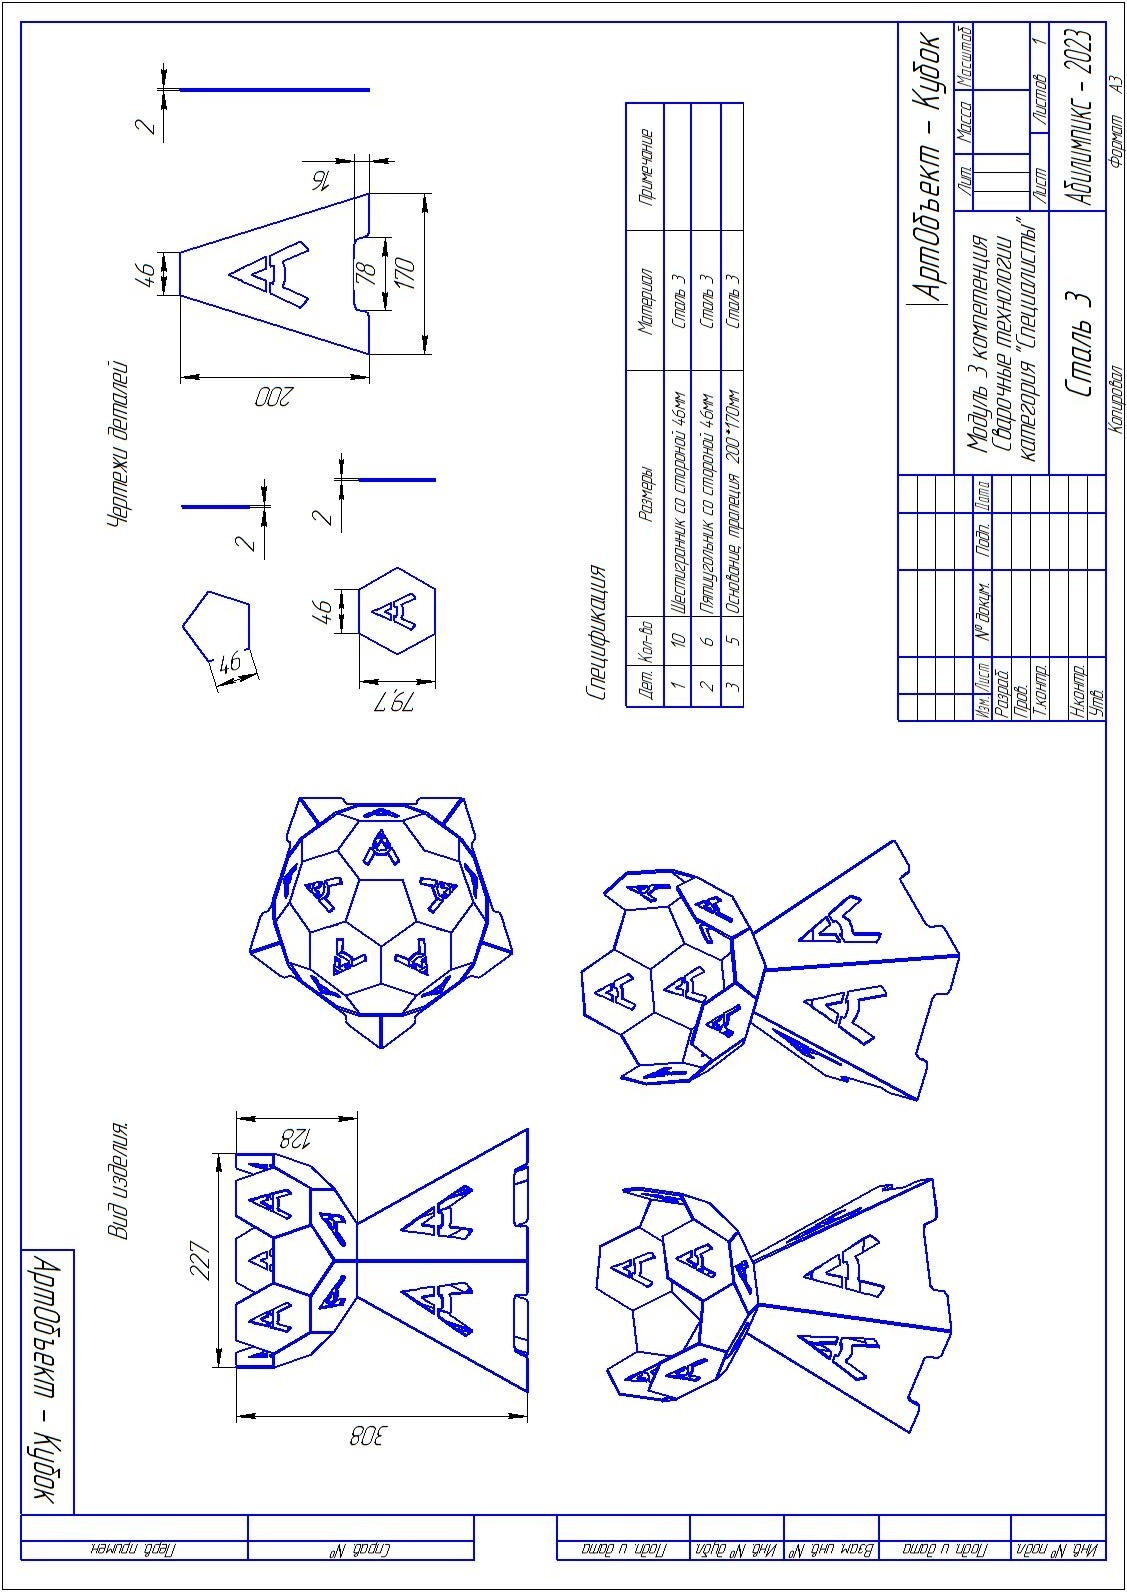 АртОбъект - Кубок
Перв. примен.
Справ. №
Подп. и дата
Инв. № дубл.
Взам. инв. №
Подп. и дата
Инв. № подл.
Вид изделия.
227
128
308
Чертежи деталей
46
2
46
79,7
2
46
200
16
78
170
2
Спецификация
Дет. Кол-во Размеры Материал Примечание
1 10 Шестигранник со стороной 46мм Сталь 3
2 6 Пятиугольник со стороной 46мм Сталь 3
3 5 Основание, трапеция 200*170мм Сталь 3
АртОбъект - Кубок
Изм. Лист № докум. Подп. Дата
Разраб.
Пров.
Т.контр.
Н.контр.
Утв.
Модуль 3 компетенция
Сварочные технологии
категория "Специалисты"
Лит. Масса Масштаб
Лист Листов 1
Сталь 3
Абилимпикс - 2023
Копировал Формат А3